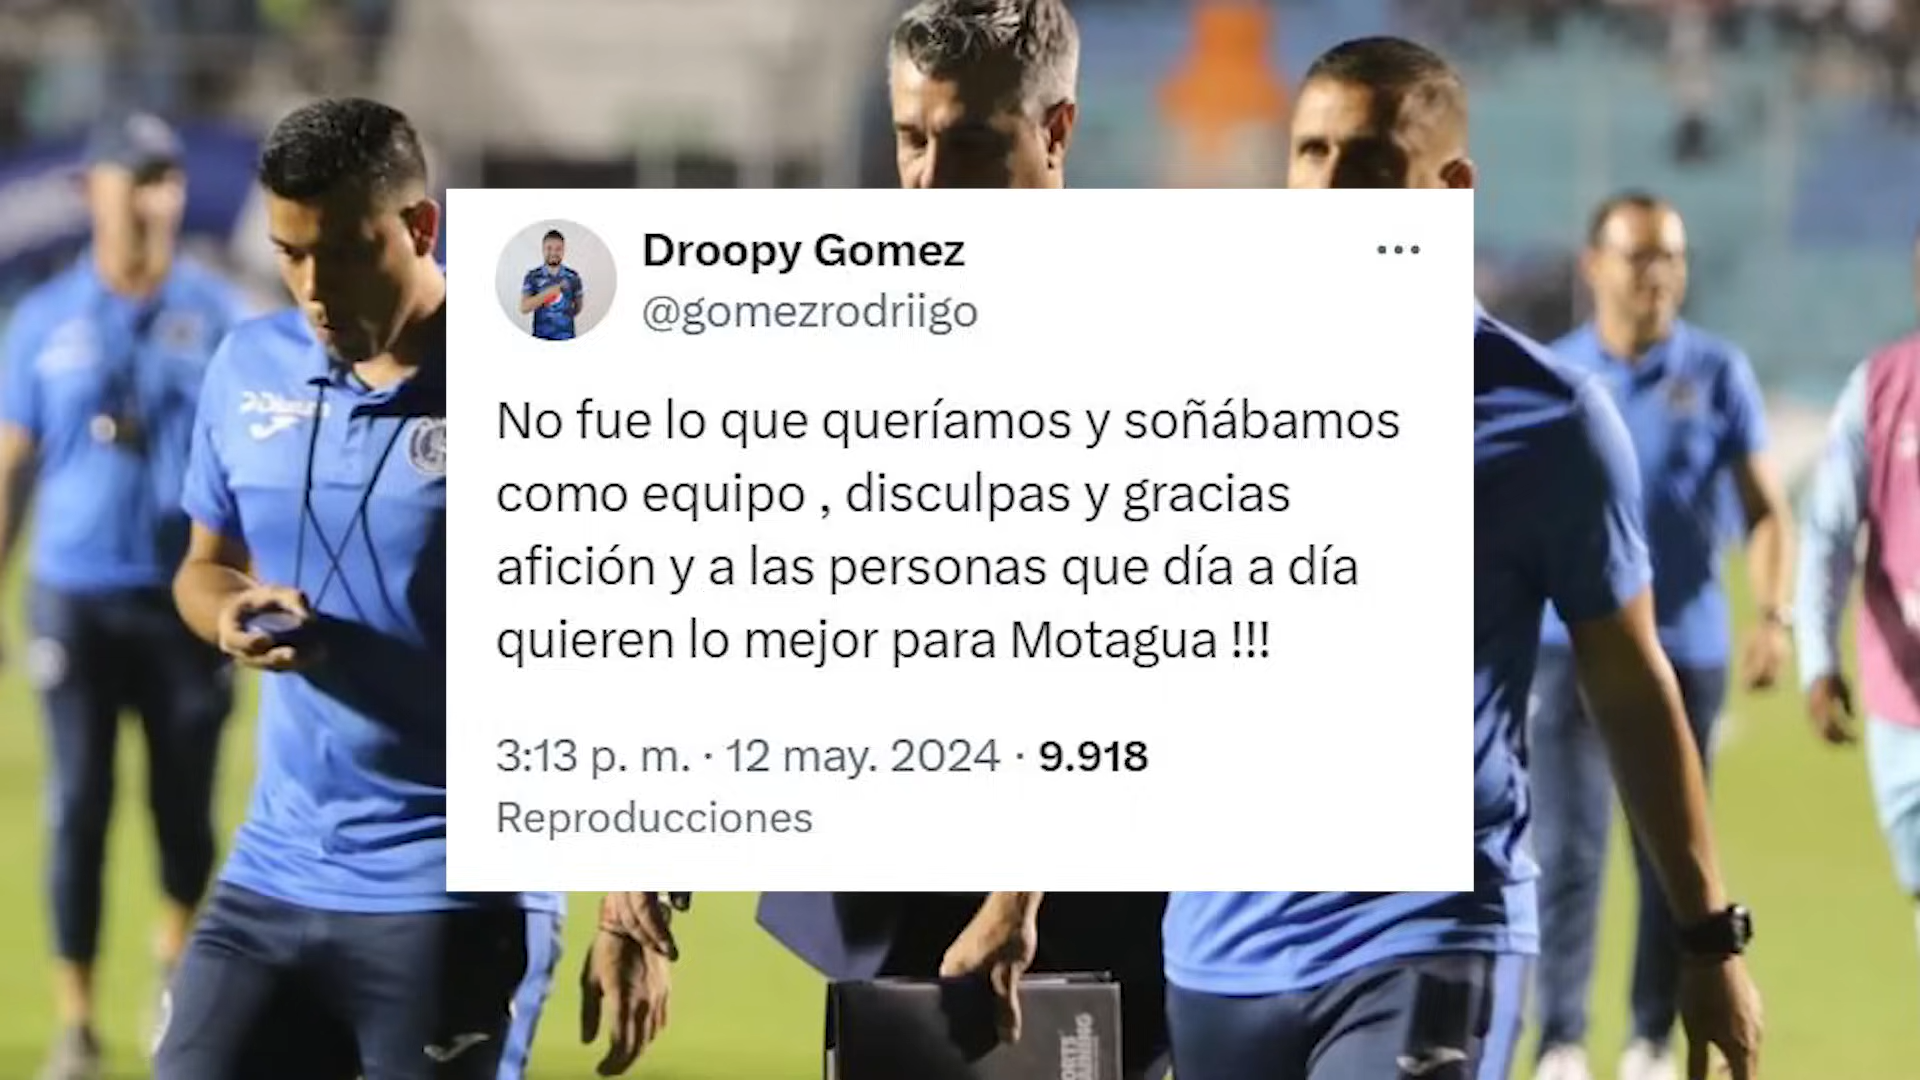 Droopy Gomez
@gomezrodriigo
No fue lo que queríamos y soñábamos
como equipo , disculpas y gracias
afición y a las personas que día a día
quieren lo mejor para Motagua !!!
3:13 p. m. · 12 may. 2024 · 9.918
Reproducciones